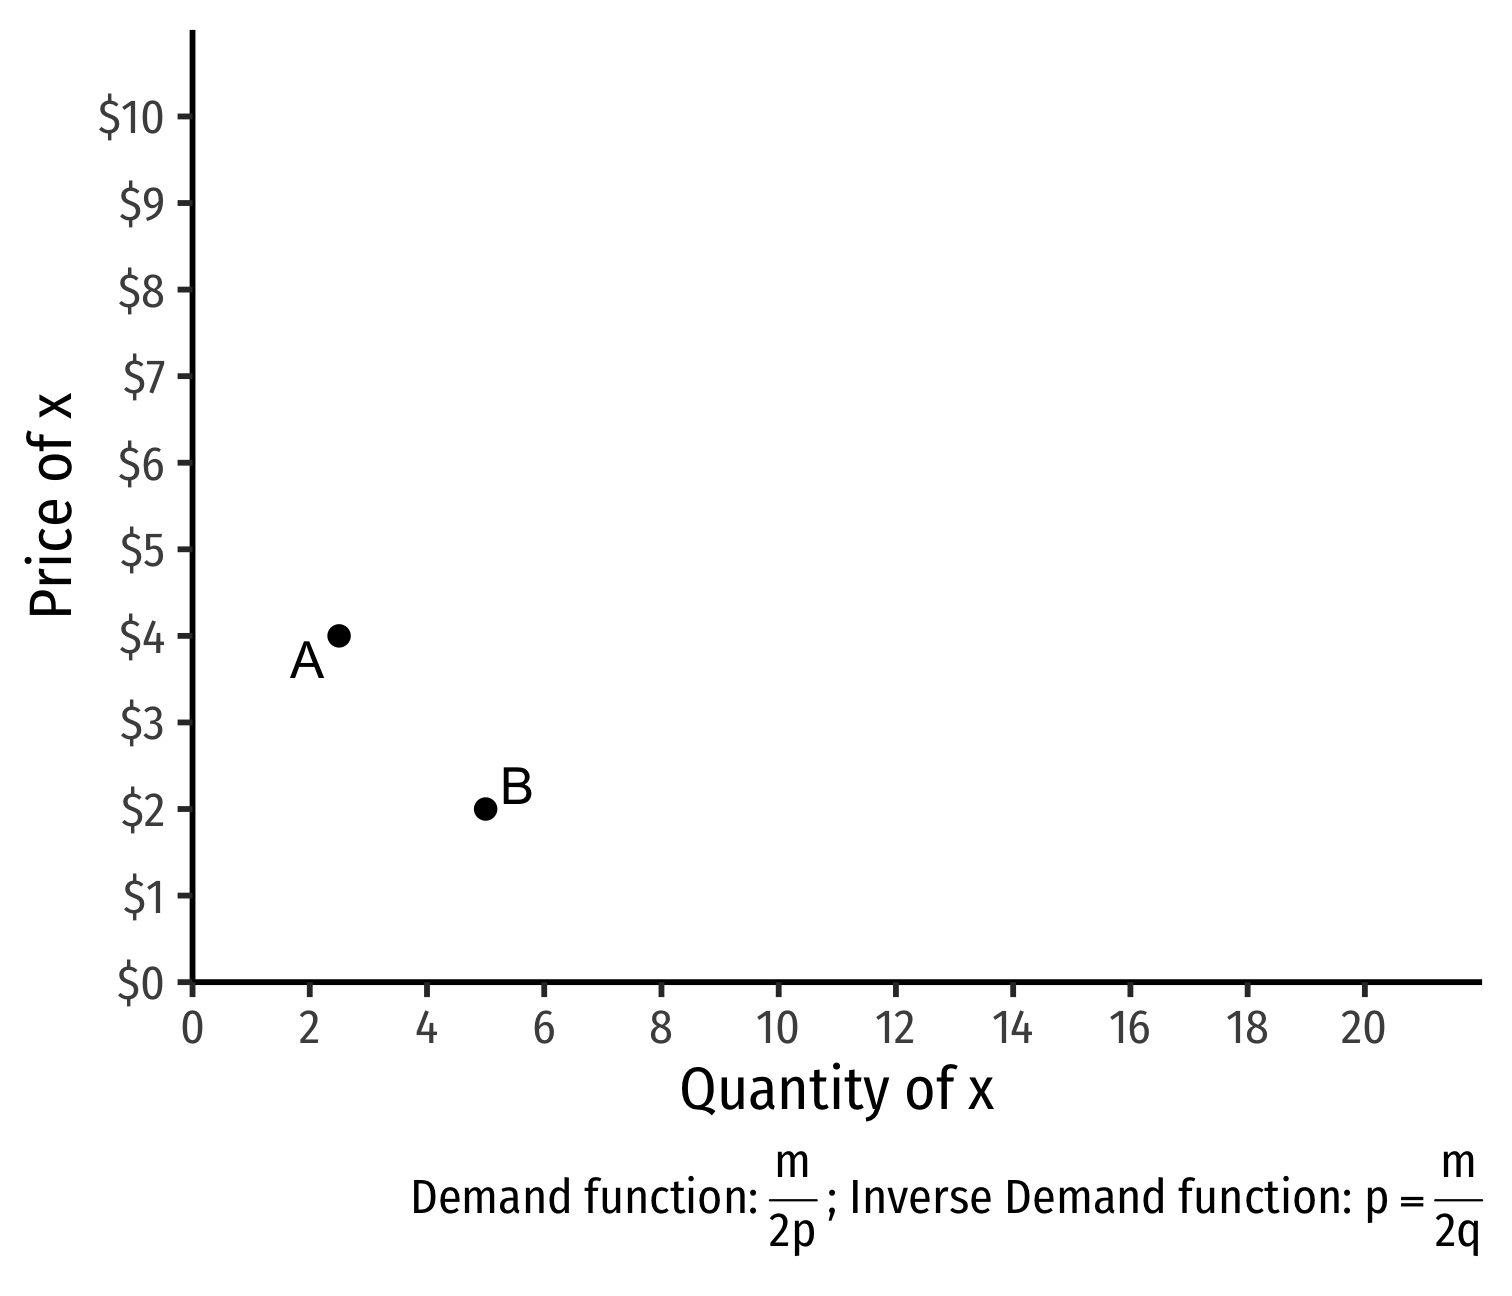 $10
$9
$8
$7
$6
$5
$4
$3
$2
$1
$0
Price of x
A
B
0 2 4 6 8 10 12 14 16 18 20
Quantity of x
Demand function: m/2p ; Inverse Demand function: p = m/2q